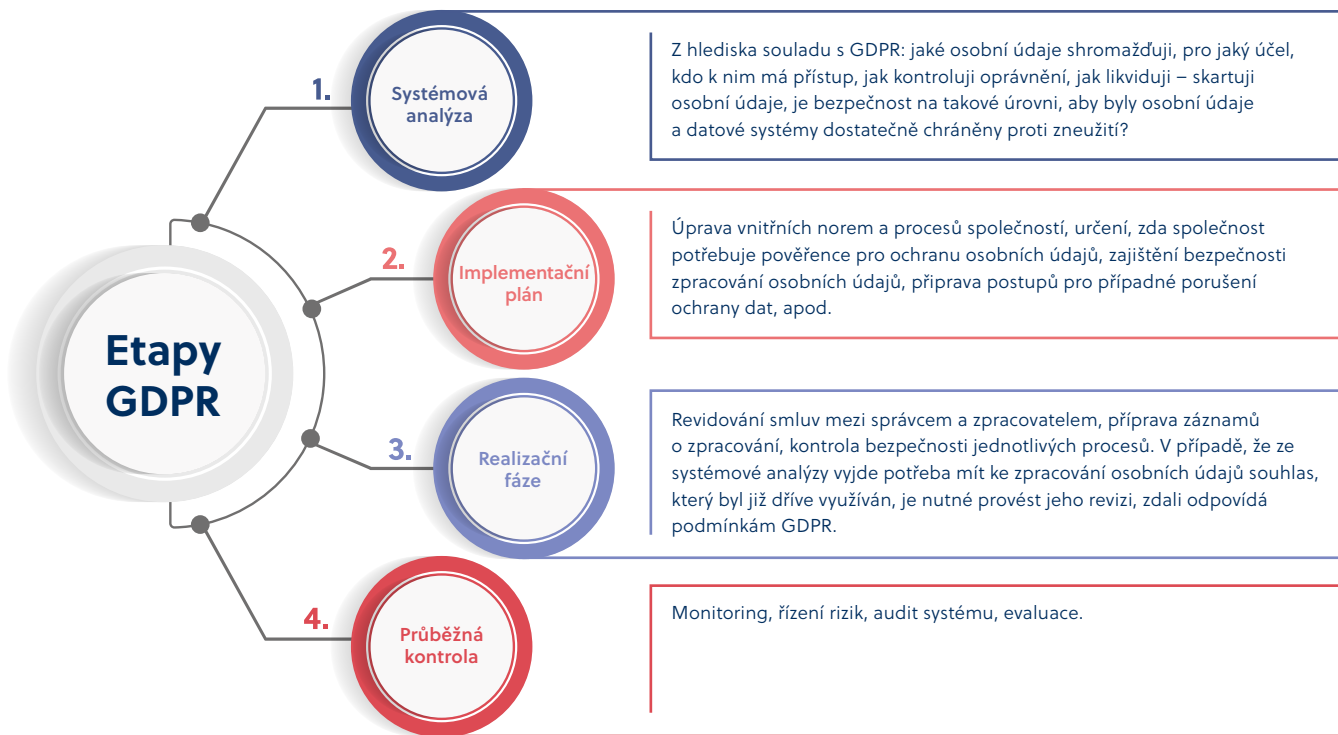 Etapy
GDPR
1.
Systémová
analýza
Z hlediska souladu s GDPR: jaké osobní údaje shromažďuji, pro jaký účel,
kdo k nim má přístup, jak kontroluji oprávnění, jak likviduji – skartuji
osobní údaje, je bezpečnost na takové úrovni, aby byly osobní údaje
a datové systémy dostatečně chráněny proti zneužití?
2.
Implementační
plán
Úprava vnitřních norem a procesů společností, určení, zda společnost
potřebuje pověřence pro ochranu osobních údajů, zajištění bezpečnosti
zpracování osobních údajů, připrava postupů pro případné porušení
ochrany dat, apod.
3.
Realizační
fáze
Revidování smluv mezi správcem a zpracovatelem, příprava záznamů
o zpracování, kontrola bezpečnosti jednotlivých procesů. V případě, že ze
systémové analýzy vyjde potřeba mít ke zpracování osobních údajů souhlas,
který byl již dříve využíván, je nutné provést jeho revizi, zdali odpovídá
podmínkám GDPR.
4.
Průběžná
kontrola
Monitoring, řízení rizik, audit systému, evaluace.